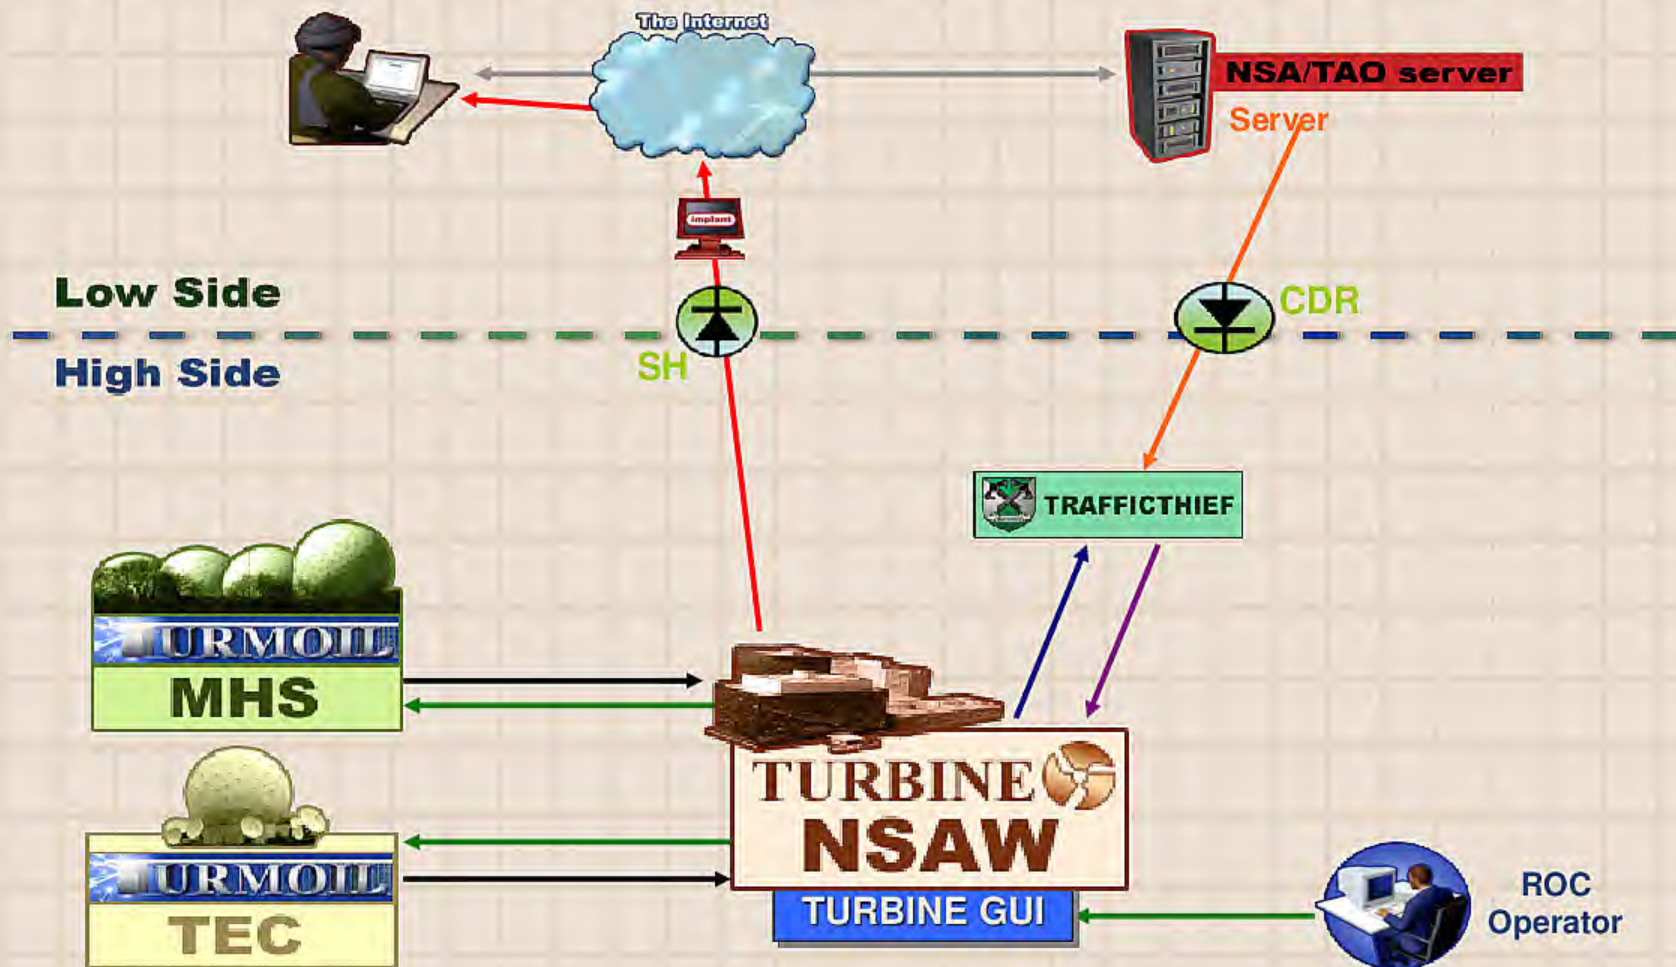 The Internet
NSA/TAO server
Server
implant
Low Side
CDR
High Side
SH
TRAFFICTHIEF
TURMOIL
MHS
TURBINE
NSAW
TURMOIL
TEC
TURBINE GUI
ROC
Operator